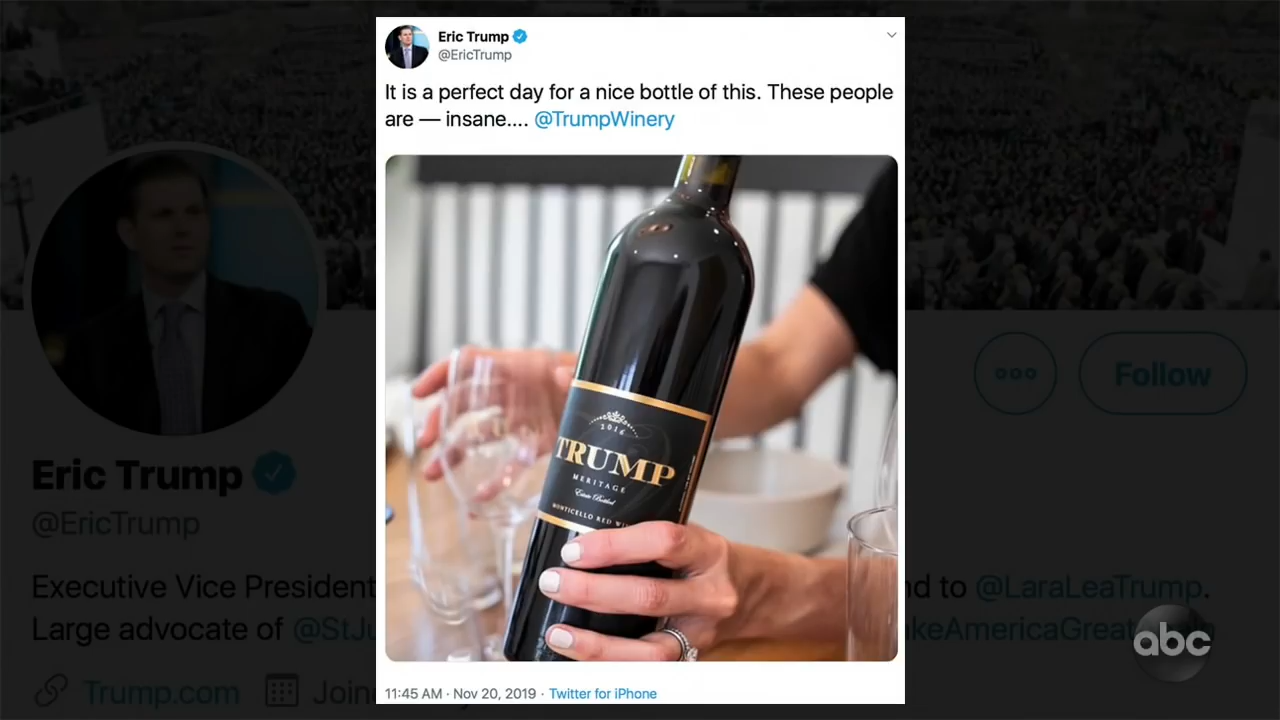 Eric Trump
@EricTrump
It is a perfect day for a nice bottle of this. These people
are — insane.... @TrumpWinery
2016
TRUMP
MERITAGE
Estate Bottled
MONTICELLO RED
11:45 AM · Nov 20, 2019 · Twitter for iPhone
Follow
Eric Trump
@EricTrump
Executive Vice President
to @LaraLeaTrump.
Large advocate of
Trump.com
abc